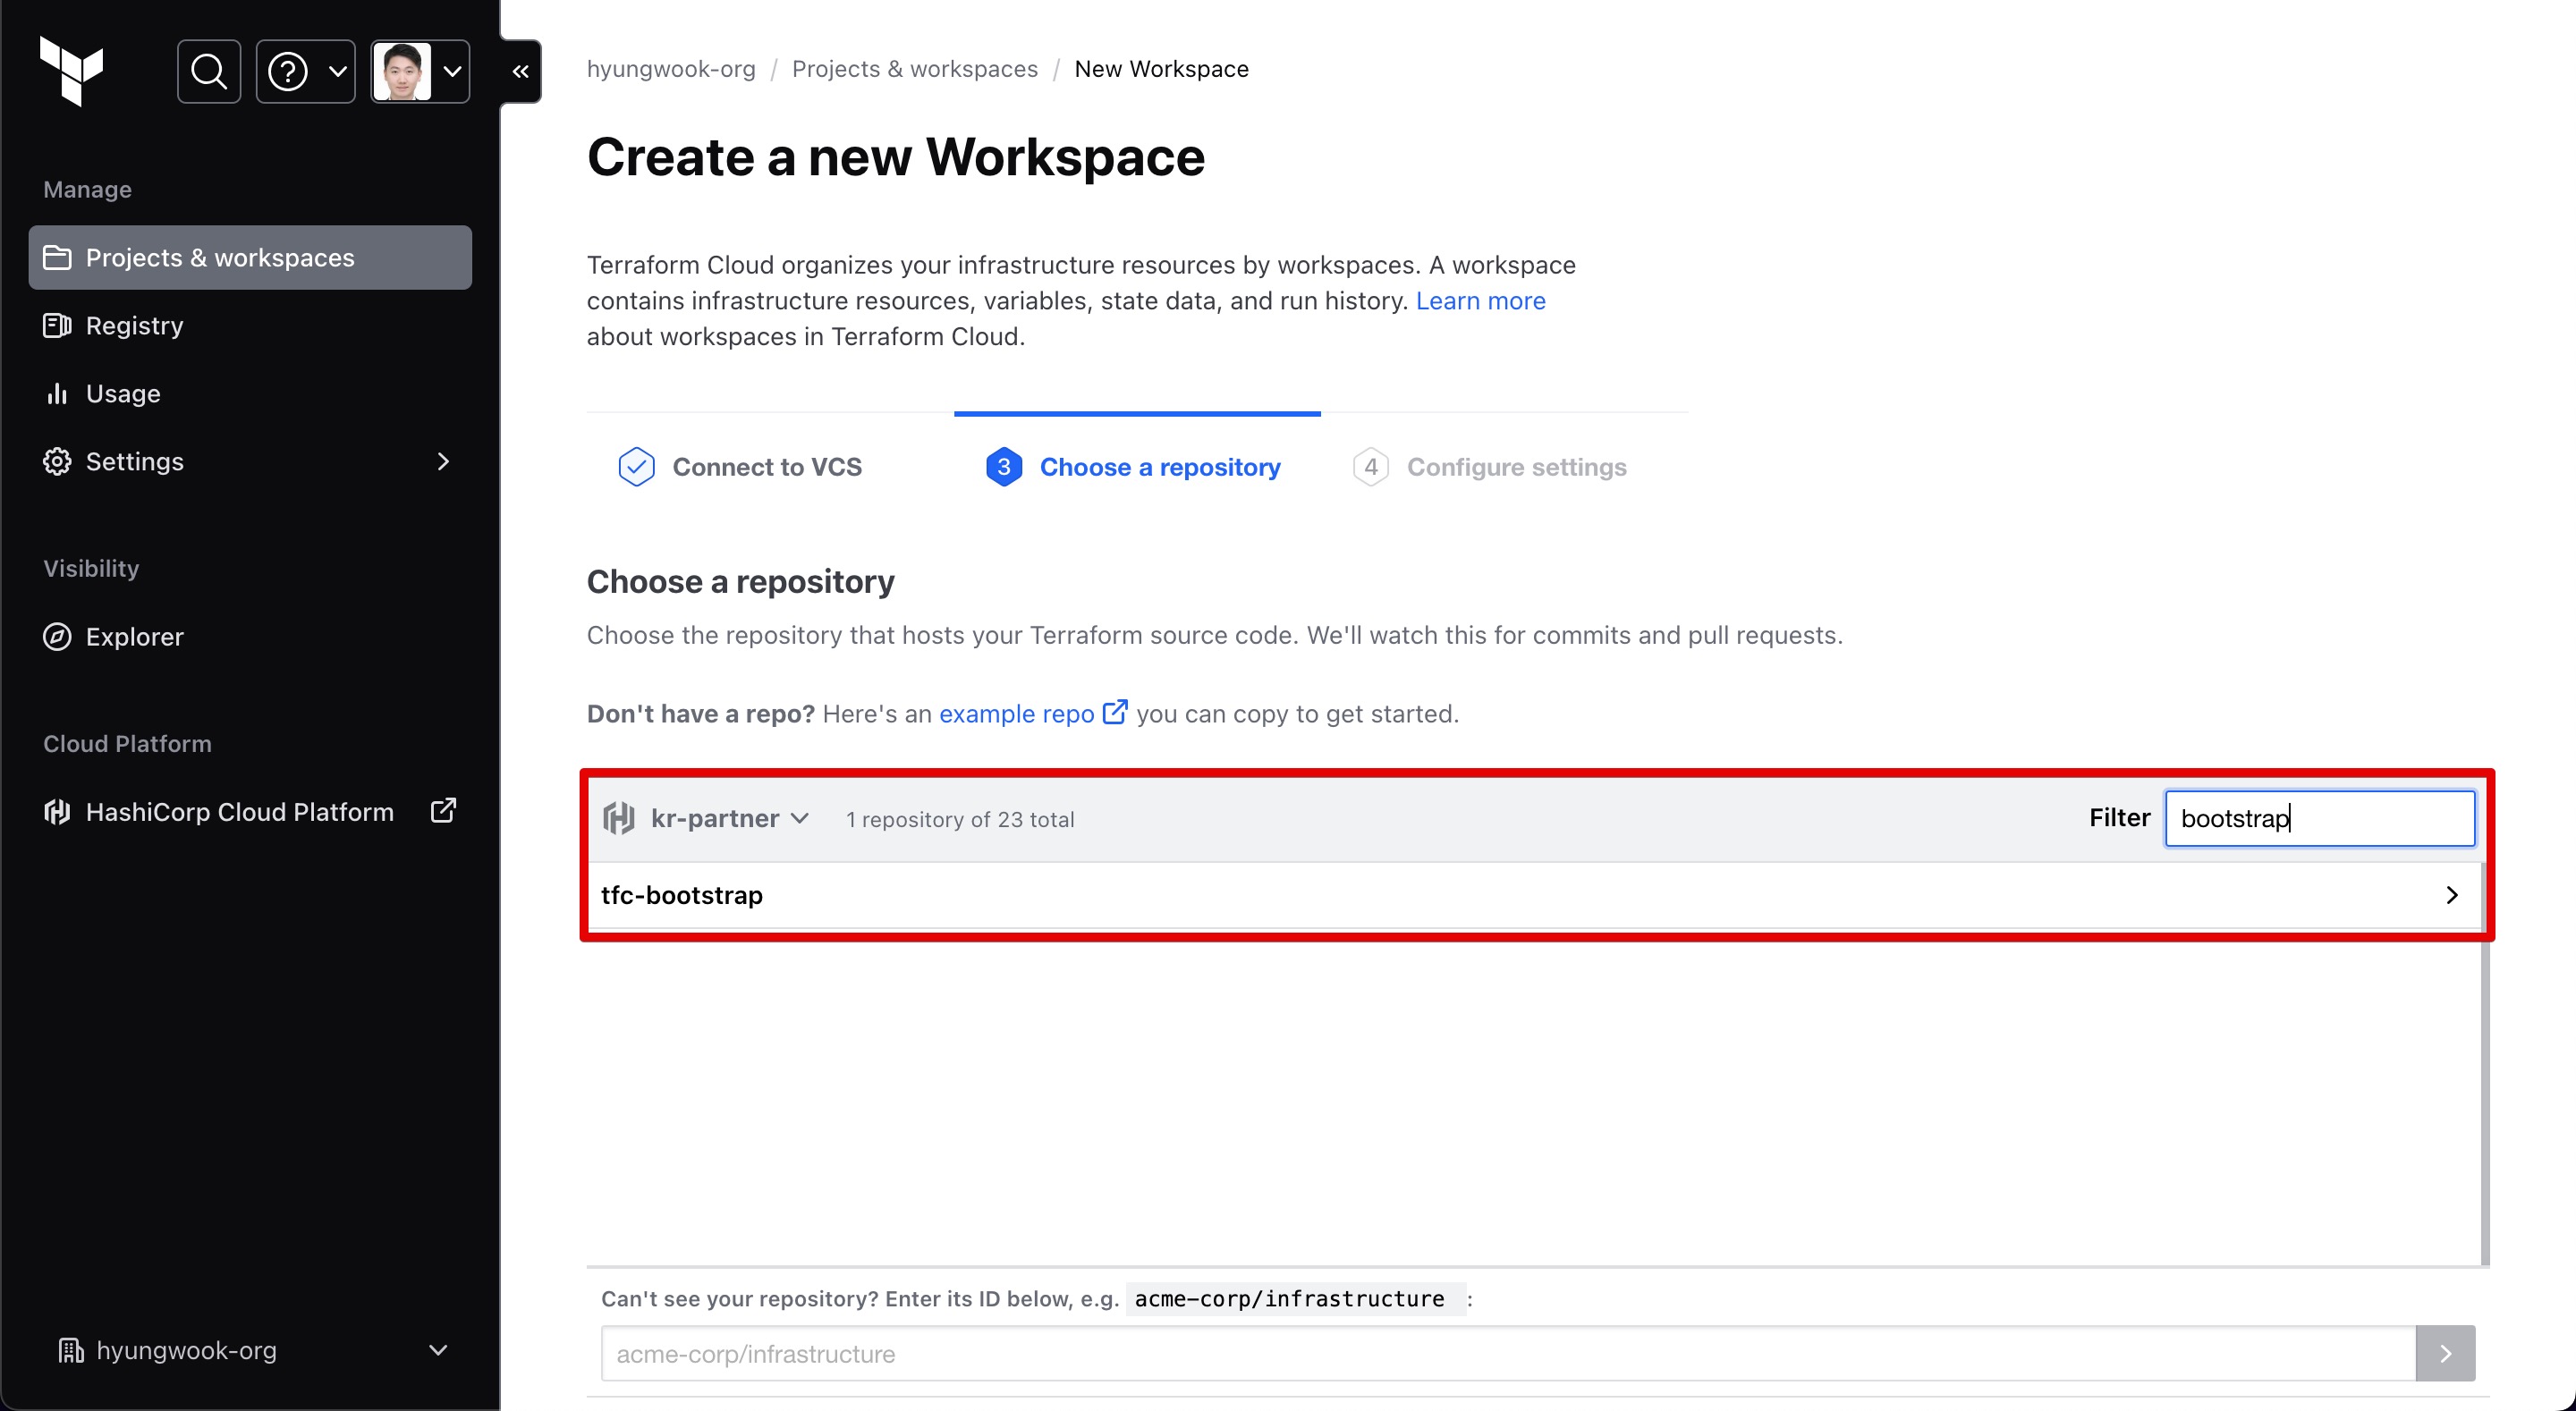 hyungwook-org / Projects & workspaces / New Workspace
Create a new Workspace
Manage
Projects & workspaces
Registry
Usage
Settings
Visibility
Explorer
Cloud Platform
HashiCorp Cloud Platform
hyungwook-org
Terraform Cloud organizes your infrastructure resources by workspaces. A workspace
contains infrastructure resources, variables, state data, and run history. Learn more
about workspaces in Terraform Cloud.
Connect to VCS
3 Choose a repository
4 Configure settings
Choose a repository
Choose the repository that hosts your Terraform source code. We'll watch this for commits and pull requests.
Don't have a repo? Here's an example repo you can copy to get started.
kr-partner 1 repository of 23 total Filter bootstrap
tfc-bootstrap
Can't see your repository? Enter its ID below, e.g. acme-corp/infrastructure :
acme-corp/infrastructure